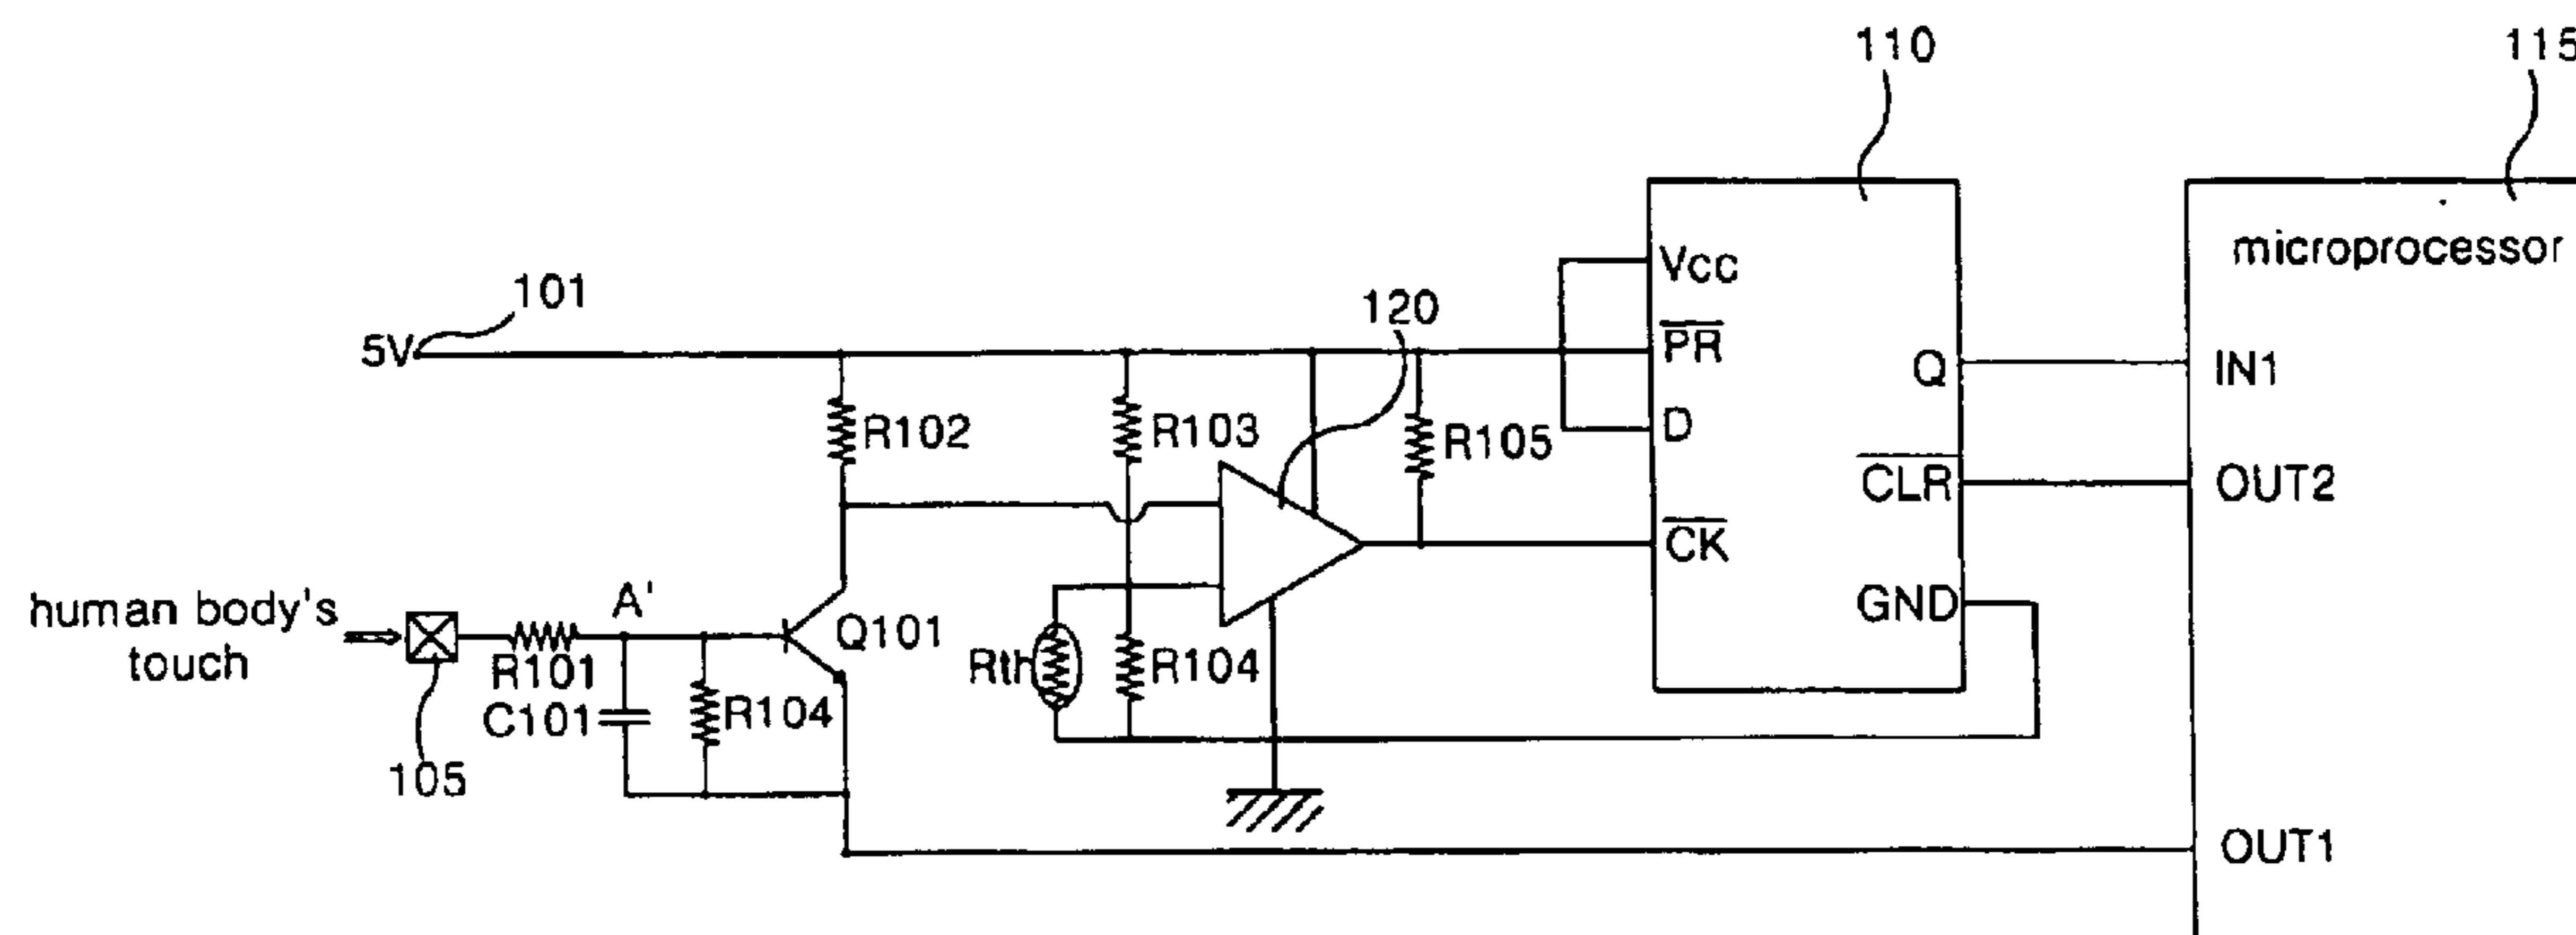 110
115
microprocessor
Vcc
101
120
5V
PR
Q
IN1
R102
R103
D
R105
CLR
OUT2
CK
human body's
touch
A'
Q101
GND
R101
Rth
R104
C101
R104
105
OUT1